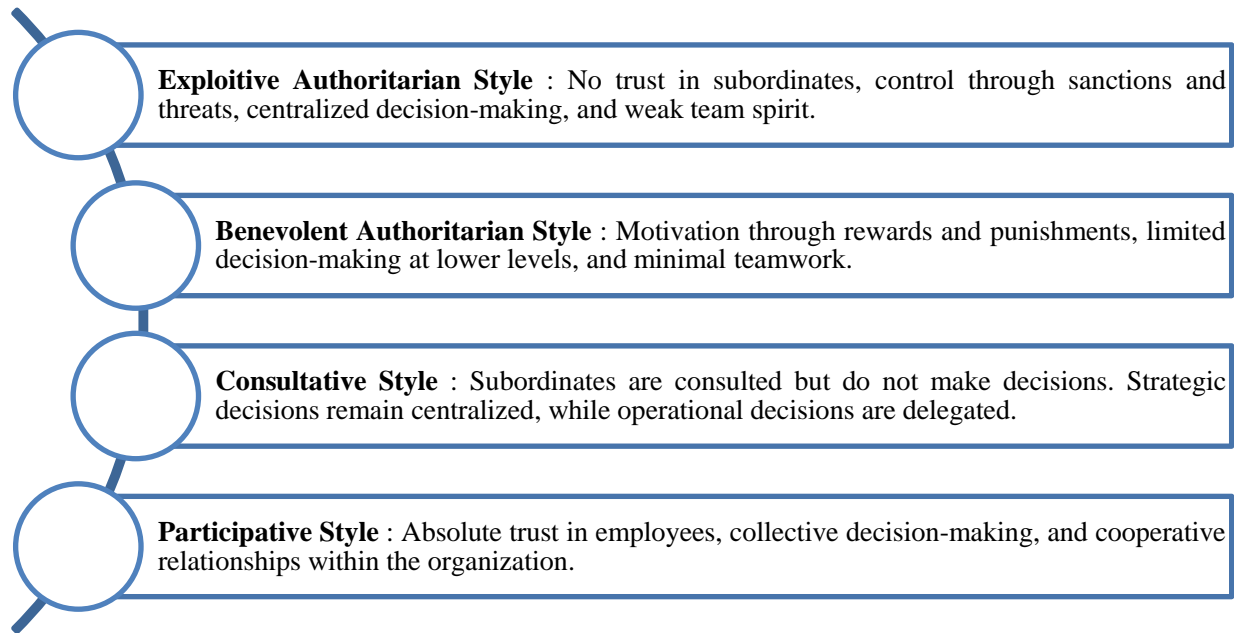 Exploitive Authoritarian Style : No trust in subordinates, control through sanctions and
threats, centralized decision-making, and weak team spirit.
Benevolent Authoritarian Style : Motivation through rewards and punishments, limited
decision-making at lower levels, and minimal teamwork.
Consultative Style : Subordinates are consulted but do not make decisions. Strategic
decisions remain centralized, while operational decisions are delegated.
Participative Style : Absolute trust in employees, collective decision-making, and cooperative
relationships within the organization.